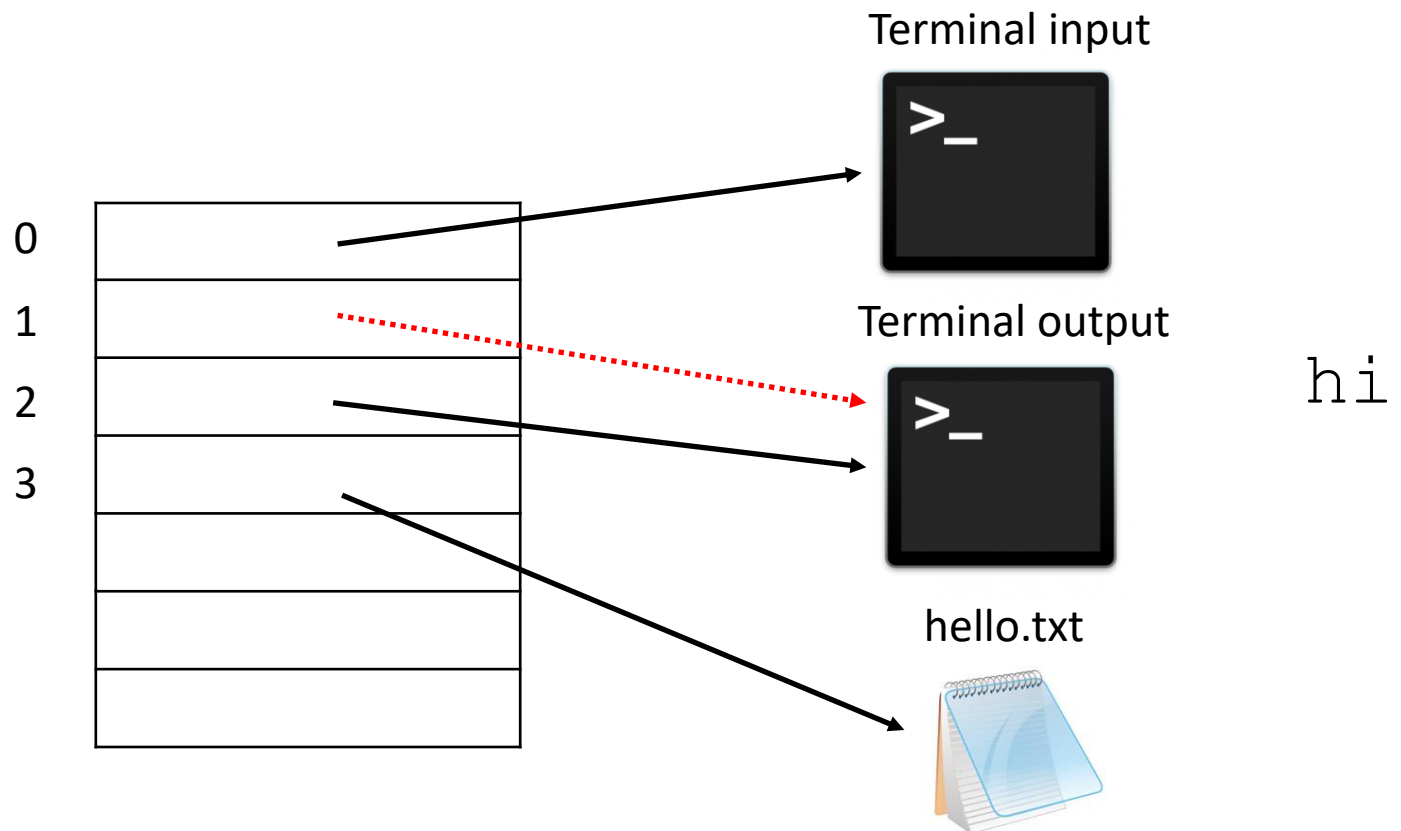 Terminal input
>_
0
1
2
3
Terminal output
>_
hi
hello.txt